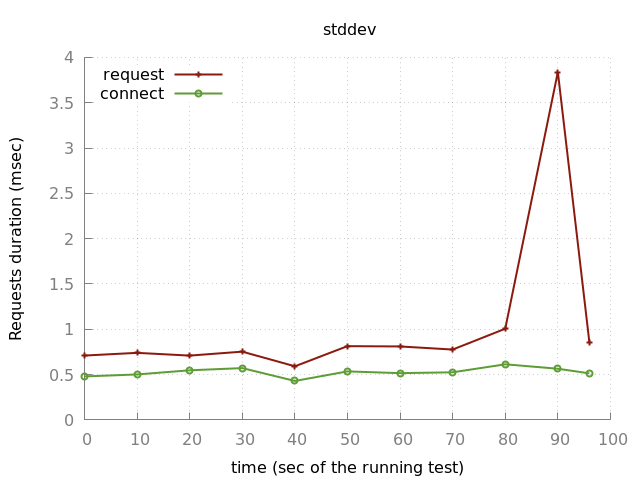 stddev
4
3.5
3
2.5
2
1.5
1
0.5
0
request
connect
Requests duration (msec)
0 10 20 30 40 50 60 70 80 90 100
time (sec of the running test)